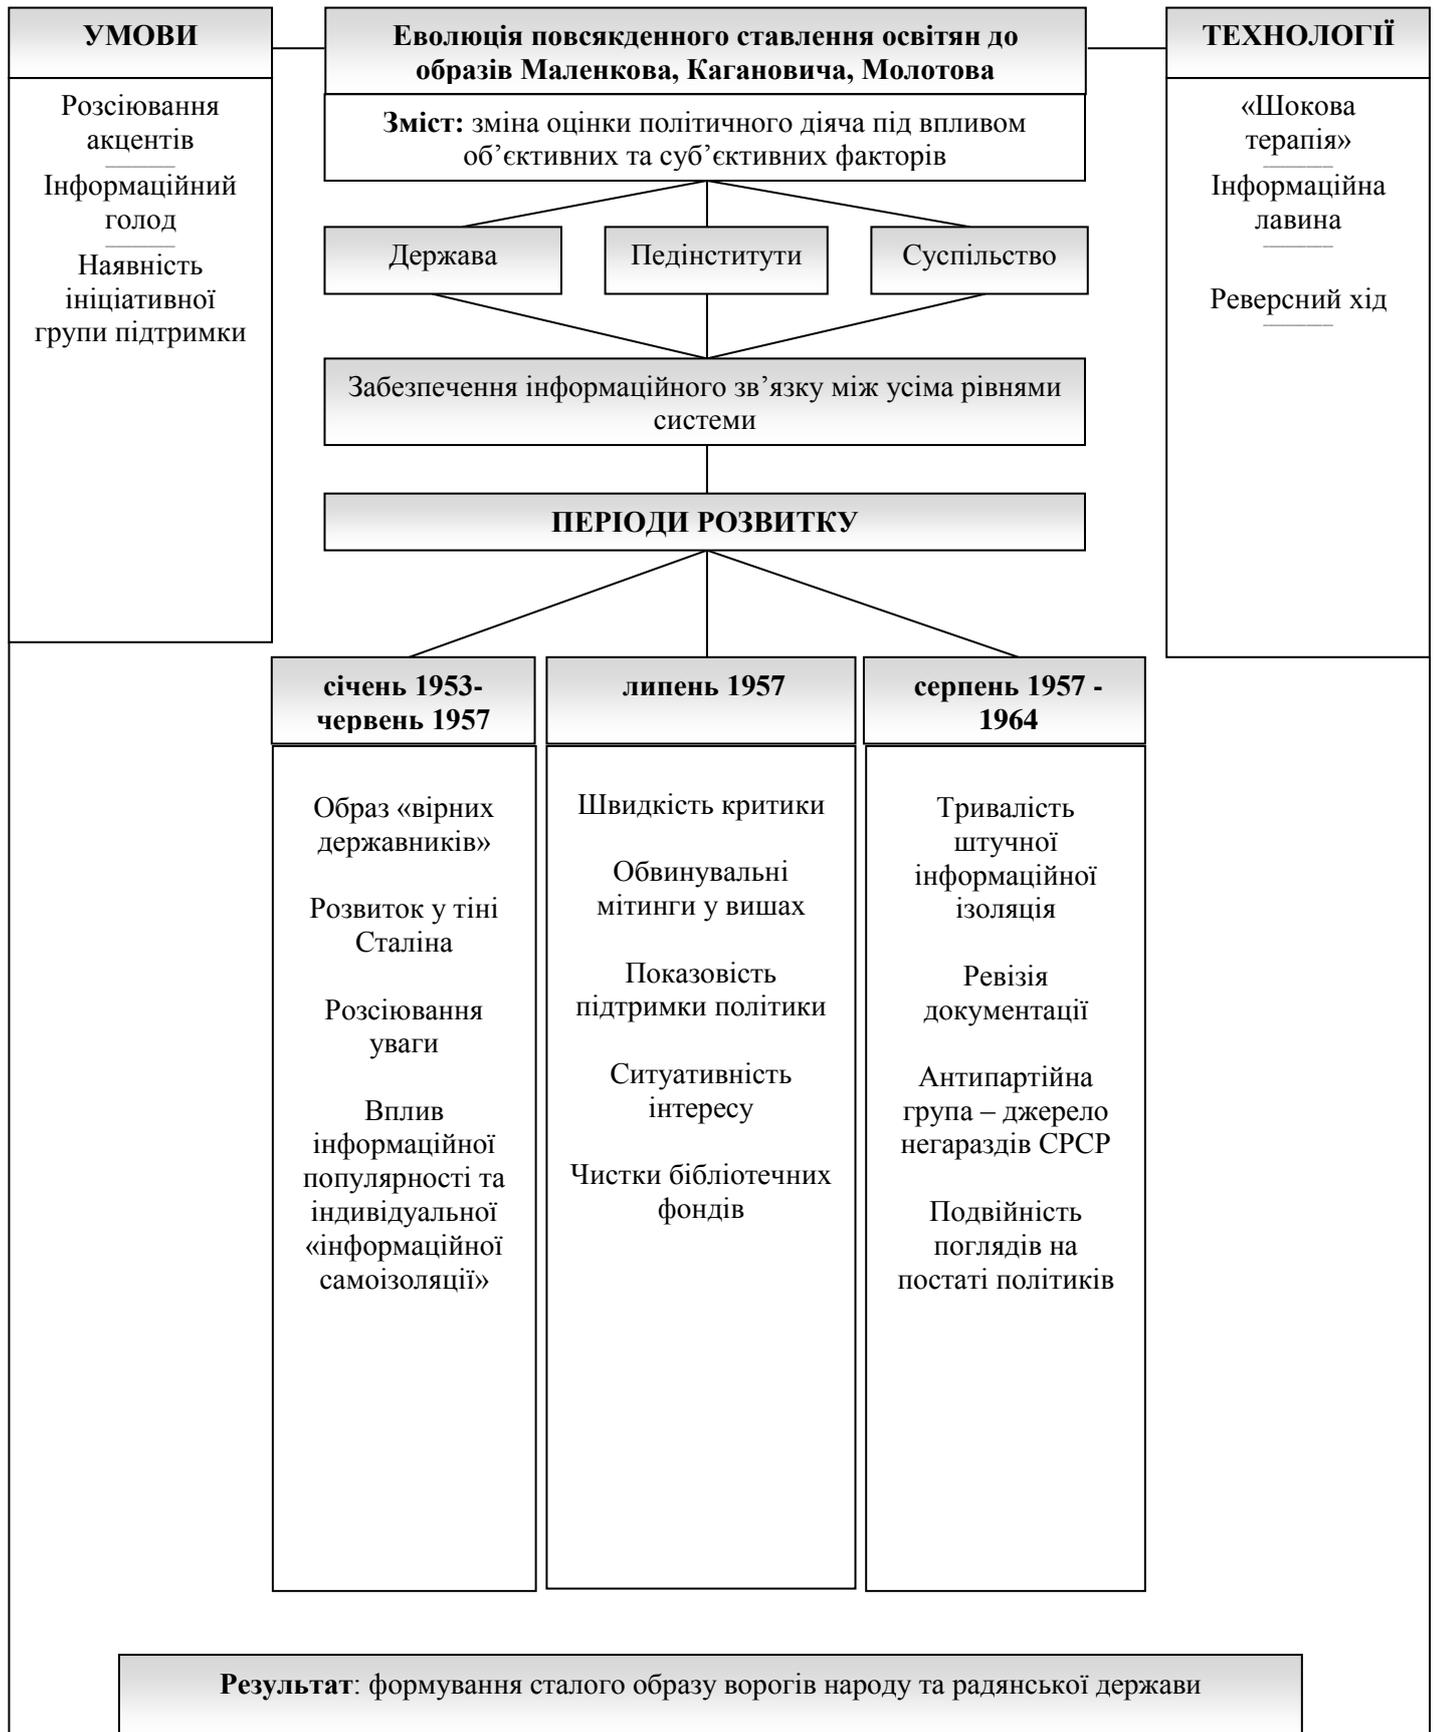 УМОВИ
Розсіювання
акцентів
Інформаційний
голод
Наявність
ініціативної
групи підтримки
Еволюція повсякденного ставлення освітян до
образів Маленкова, Кагановича, Молотова
Зміст: зміна оцінки політичного діяча під впливом
об’єктивних та суб’єктивних факторів
ТЕХНОЛОГІЇ
«Шокова
терапія»
Інформаційна
лавина
Реверсний хід
Держава
Педінститути
Суспільство
Забезпечення інформаційного зв’язку між усіма рівнями
системи
ПЕРІОДИ РОЗВИТКУ
січень 1953-
червень 1957
Образ «вірних
державників»
Розвиток у тіні
Сталіна
Розсіювання
уваги
Вплив
інформаційної
популярності та
індивідуальної
«інформаційної
самоізоляції»
липень 1957
Швидкість критики
Обвинувальні
мітинги у вишах
Показовість
підтримки політики
Ситуативність
інтересу
Чистки бібліотечних
фондів
серпень 1957 -
1964
Тривалість
штучної
інформаційної
ізоляція
Ревізія
документації
Антипартійна
група – джерело
негараздів СРСР
Подвійність
поглядів на
постаті політиків
Результат: формування сталого образу ворогів народу та радянської держави